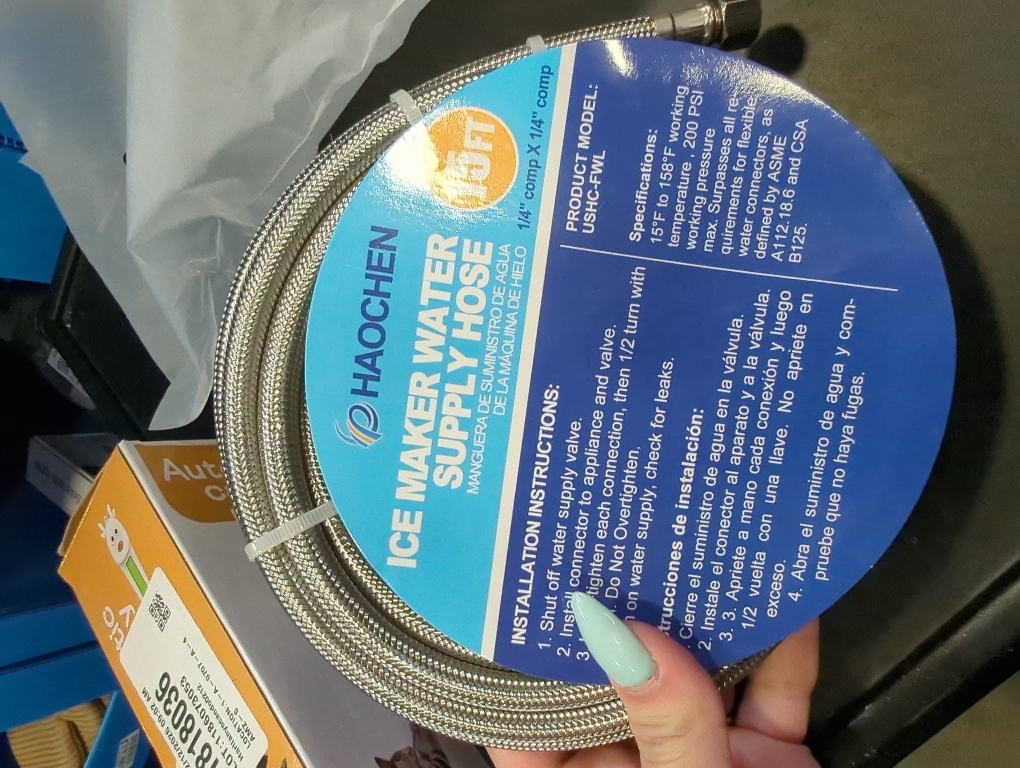 HAOCHEN
ICE MAKER WATER
SUPPLY HOSE
MANGUERA DE SUMINISTRO DE AGUA
DE LA MÁQUINA DE HIELO
15FT
1/4" comp X 1/4" comp
INSTALLATION INSTRUCTIONS:
1. Shut off water supply valve.
2. Install connector to appliance and valve.
3
tighten each connection, then 1/2 turn with
Do Not Overtighten.
on water supply, check for leaks.
trucciones de instalación:
Cierre el suministro de agua en la válvula.
2. Instale el conector al aparato y a la válvula.
3. 3. Apriete a mano cada conexión y luego
1/2 vuelta con una llave. No apriete en
exceso.
4. Abra el suministro de agua y com-
pruebe que no haya fugas.
PRODUCT MODEL:
USHC-FWL
Specifications:
15°F to 158°F working
temperature , 200 PSI
working pressure
max. Surpasses all re-
quirements for flexible
water connectors, as
defined by ASME
A112.18.6 and CSA
B125.
Aut
c
cio
K
18036